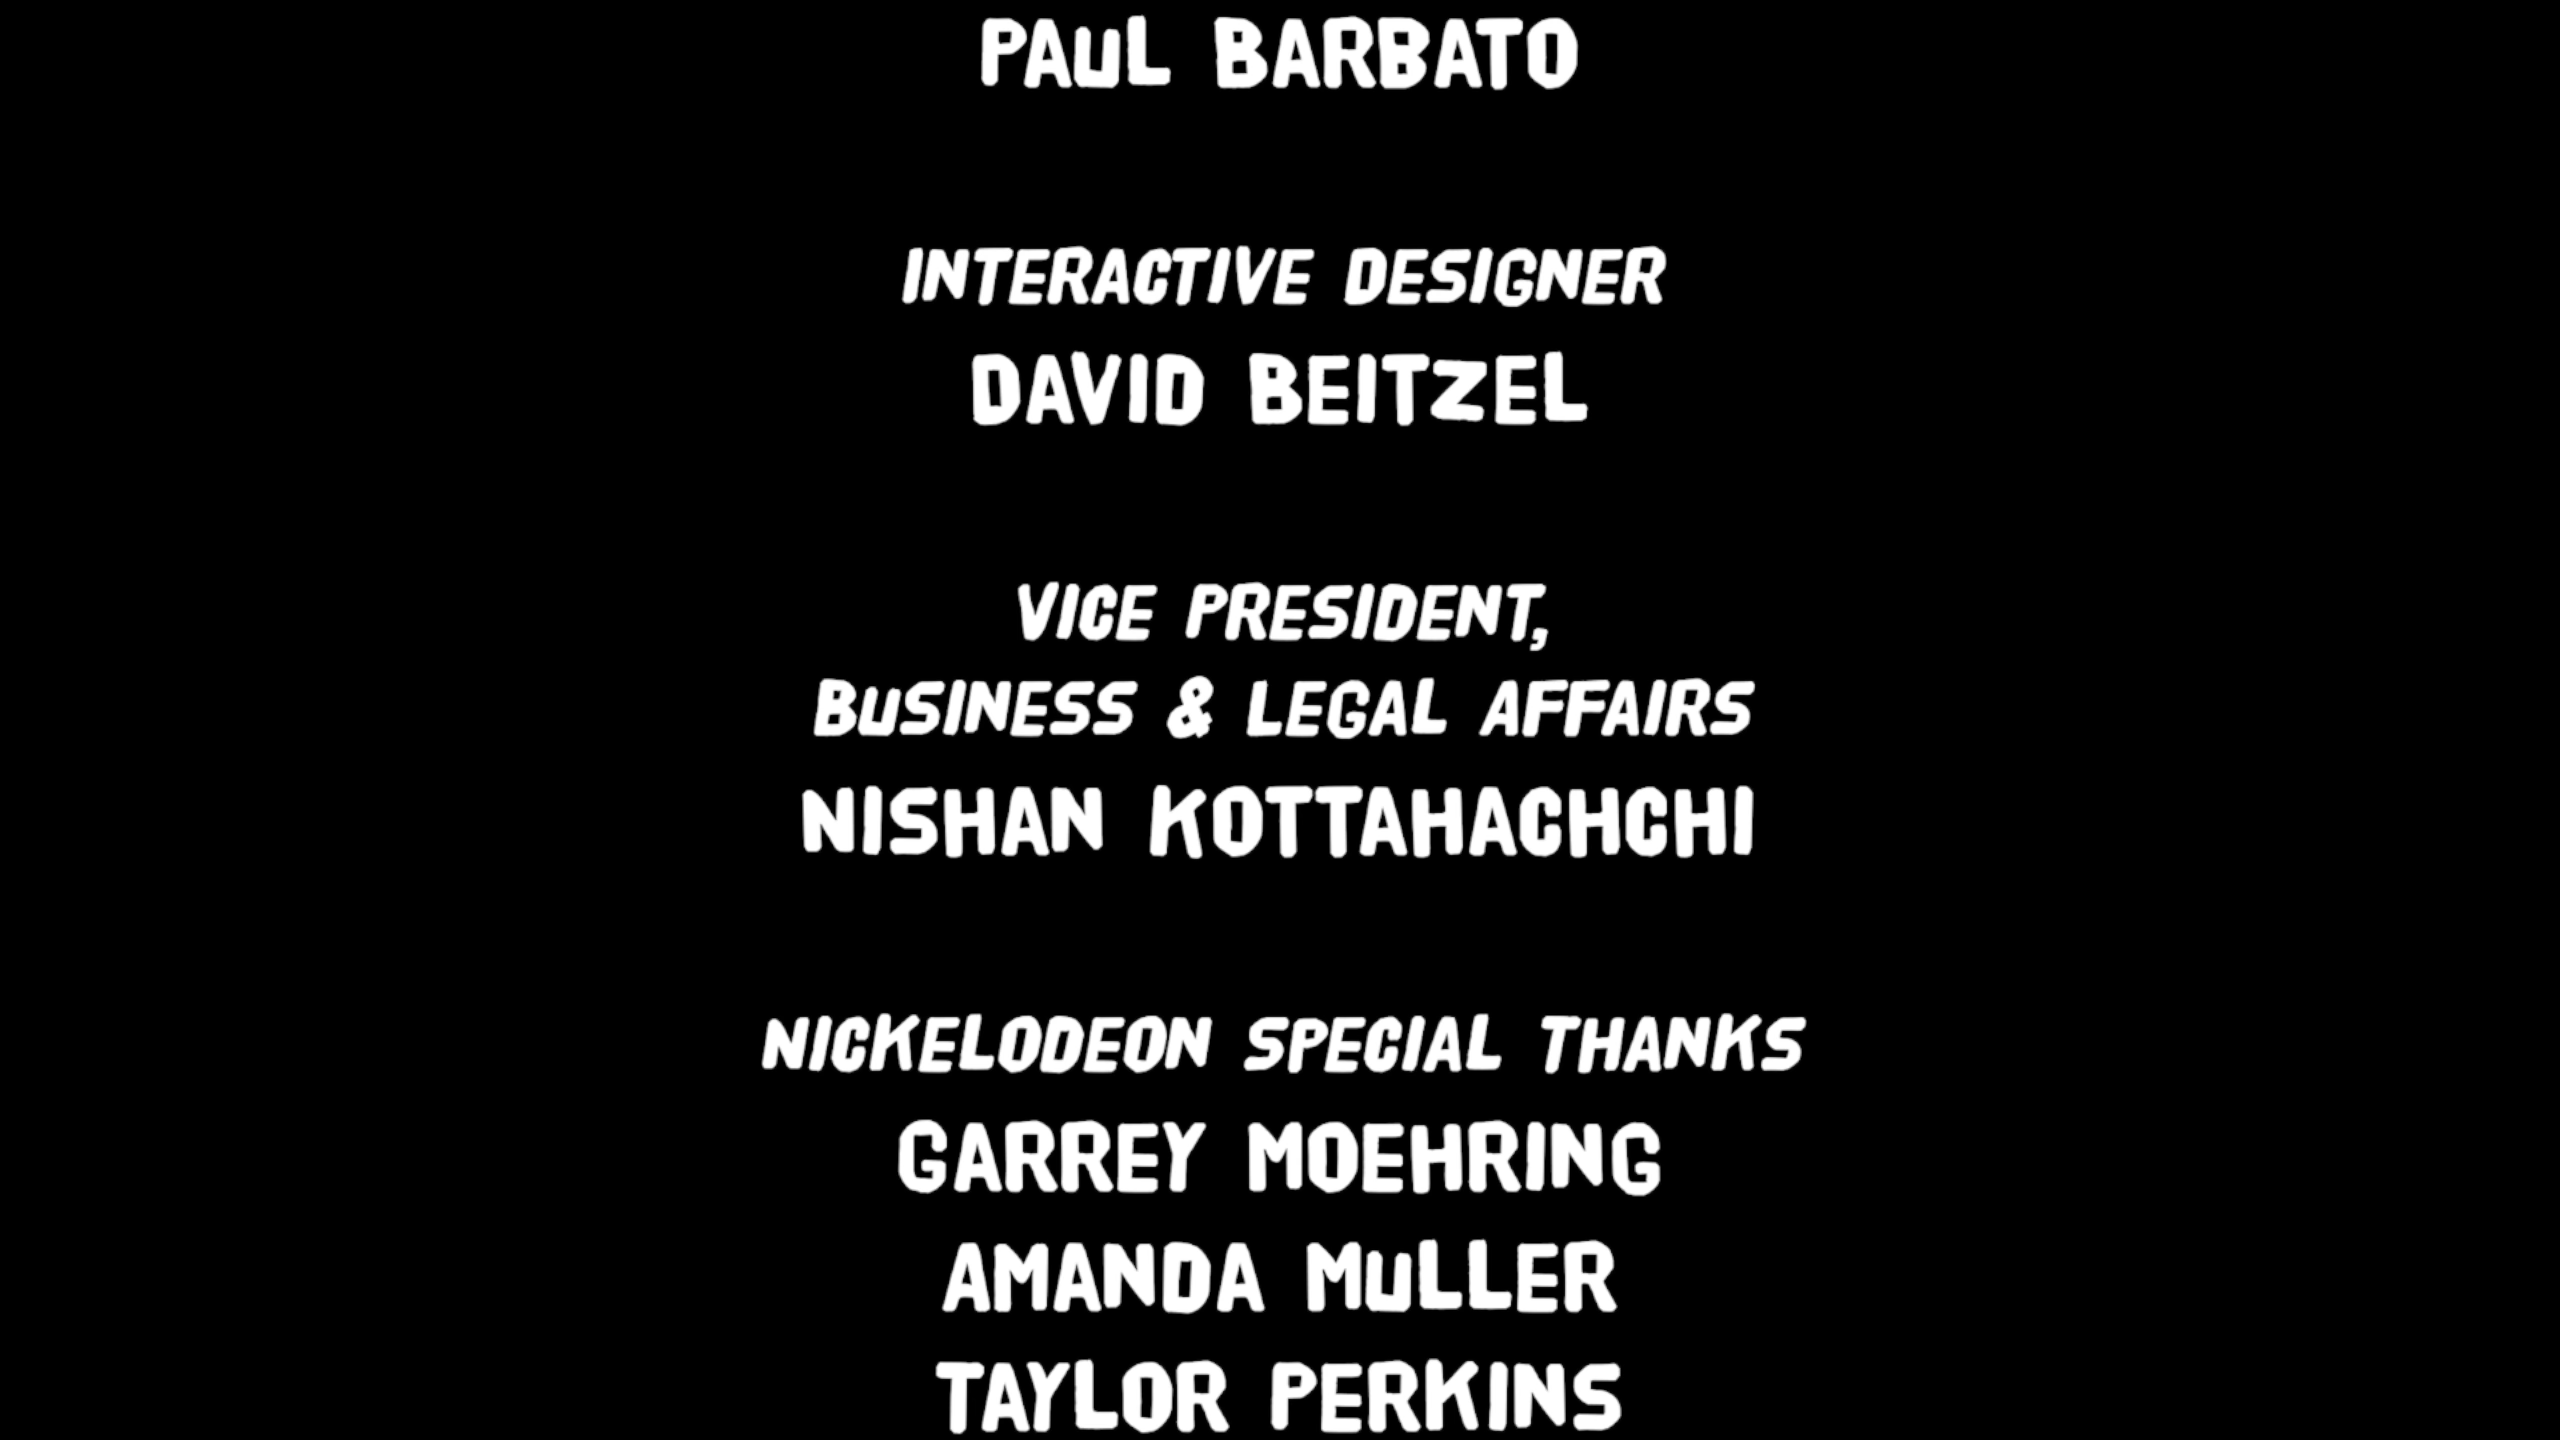 PAUL BARBATO
INTERACTIVE DESIGNER
DAVID BEITZEL
VICE PRESIDENT,
BUSINESS & LEGAL AFFAIRS
NISHAN KOTTAHACHCHI
NICKELODEON SPECIAL THANKS
GARREY MOEHRING
AMANDA MULLER
TAYLOR PERKINS